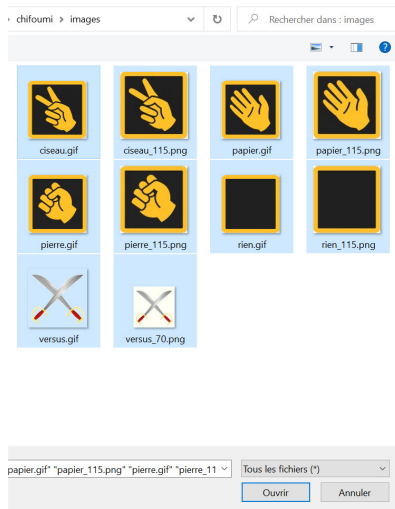 chifoumi > images
Rechercher dans : images
ciseau.gif
ciseau_115.png
papier.gif
papier_115.png
pierre.gif
pierre_115.png
rien.gif
rien_115.png
versus.gif
versus_70.png
papier.gif" "papier_115.png" "pierre.gif" "pierre_11
Tous les fichiers (*)
Ouvrir
Annuler